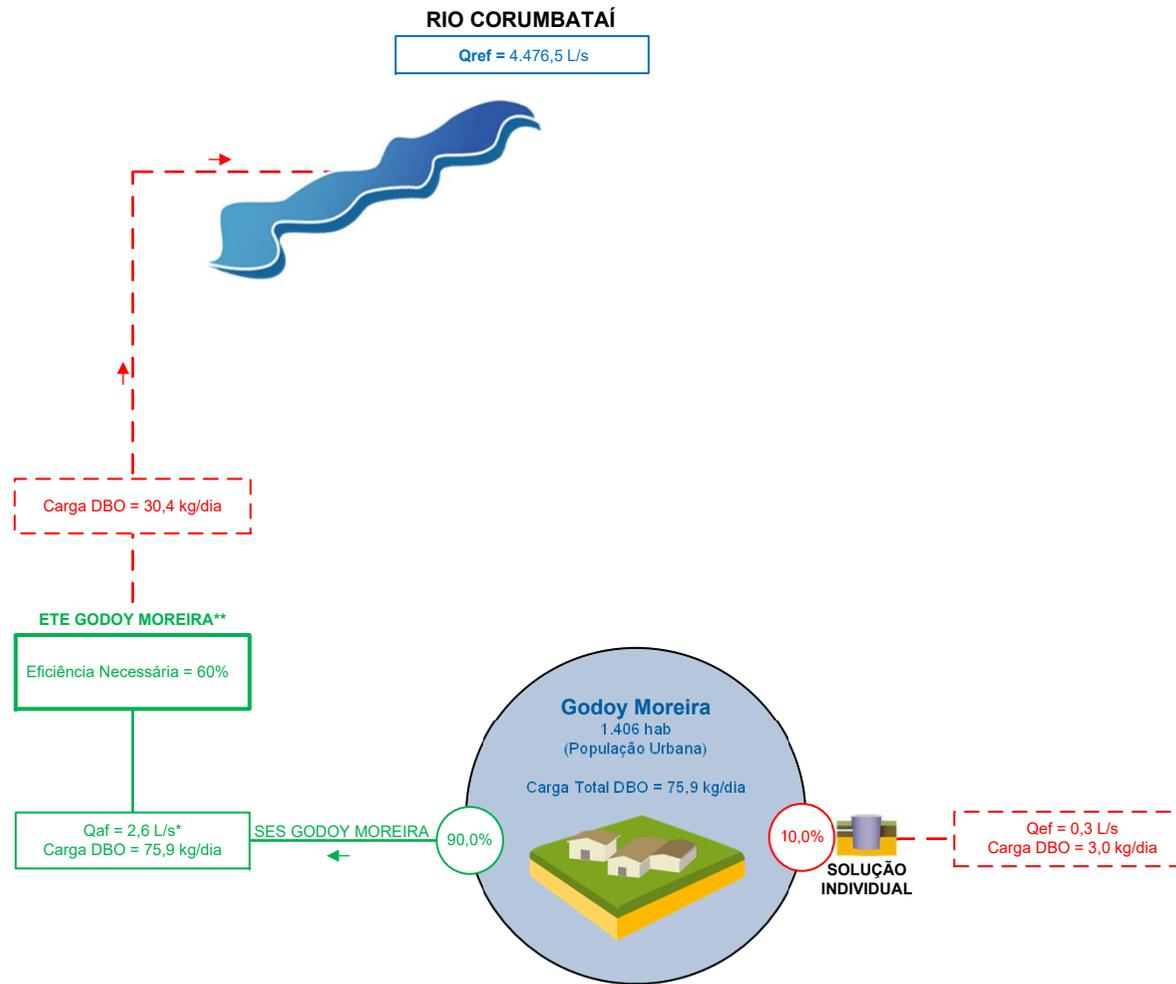 RIO CORUMBATAÍ
Qref = 4.476,5 L/s
Carga DBO = 30,4 kg/dia
ETE GODOY MOREIRA**
Eficiência Necessária = 60%
Godoy Moreira
1.406 hab
(População Urbana)
Carga Total DBO = 75,9 kg/dia
Qaf = 2,6 L/s*
Carga DBO = 75,9 kg/dia
SES GODOY MOREIRA
90,0%
10,0%
SOLUÇÃO
INDIVIDUAL
Qef = 0,3 L/s
Carga DBO = 3,0 kg/dia